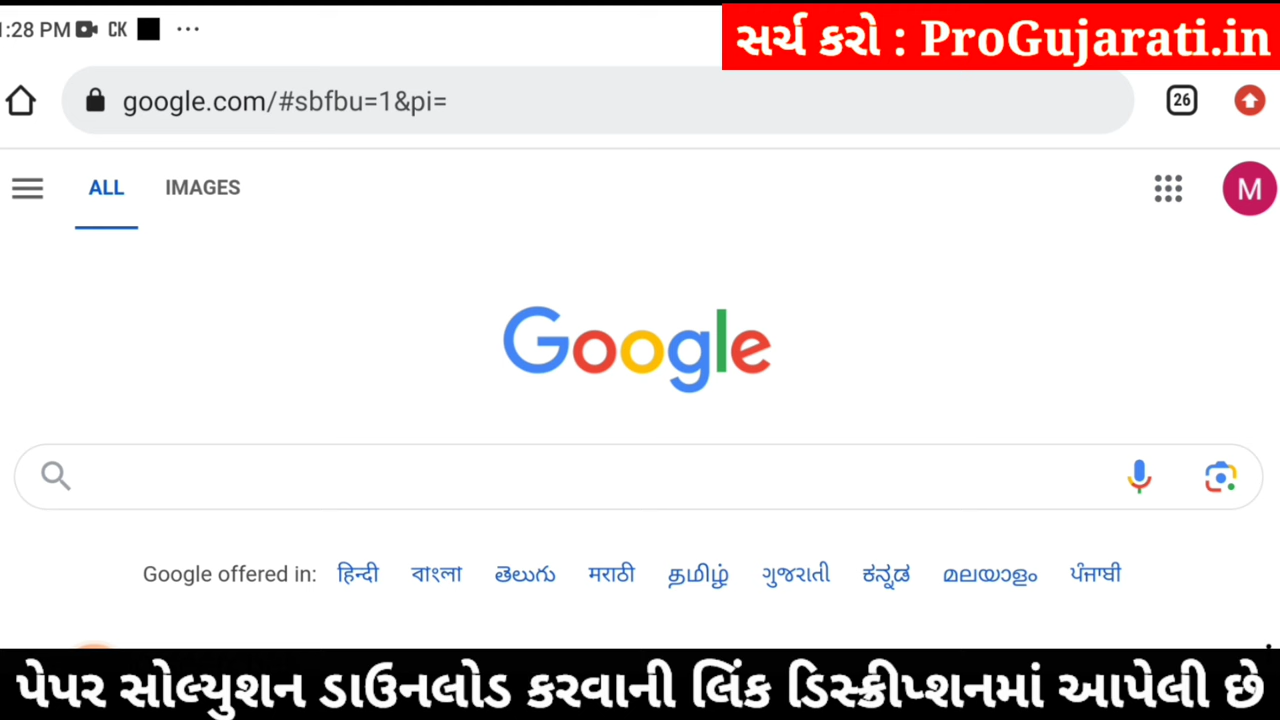 1:28 PM CK ...
સર્ચ કરો : ProGujarati.in
google.com/#sbfbu=1&pi=
26
ALL IMAGES
M
Google
Google offered in: हिन्दी বাংলা తెలుగు मराठी தமிழ் ગુજરાતી ಕನ್ನಡ മലയാളം ਪੰਜਾਬੀ
પેપર સોલ્યુશન ડાઉનલોડ કરવાની લિંક ડિસ્ક્રીપ્શનમાં આપેલી છે